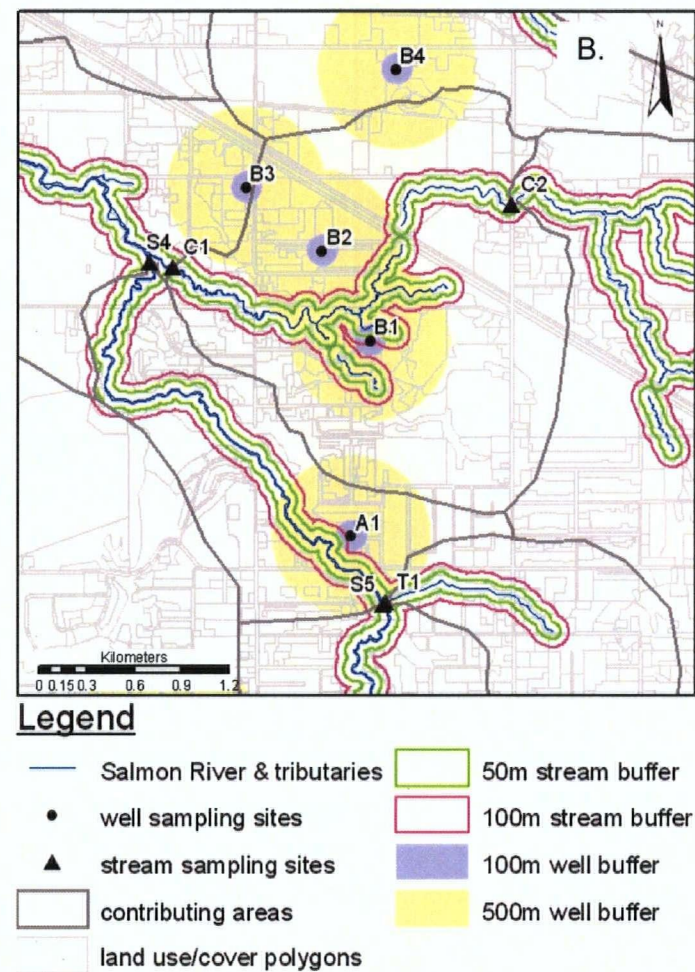 N
B.
B4
B3
C2
B2
S4
C1
B1
A1
S5
T1
Kilometers
0 0.15 0.3 0.6 0.9 1.2
Legend
Salmon River & tributaries
well sampling sites
stream sampling sites
contributing areas
land use/cover polygons
50m stream buffer
100m stream buffer
100m well buffer
500m well buffer